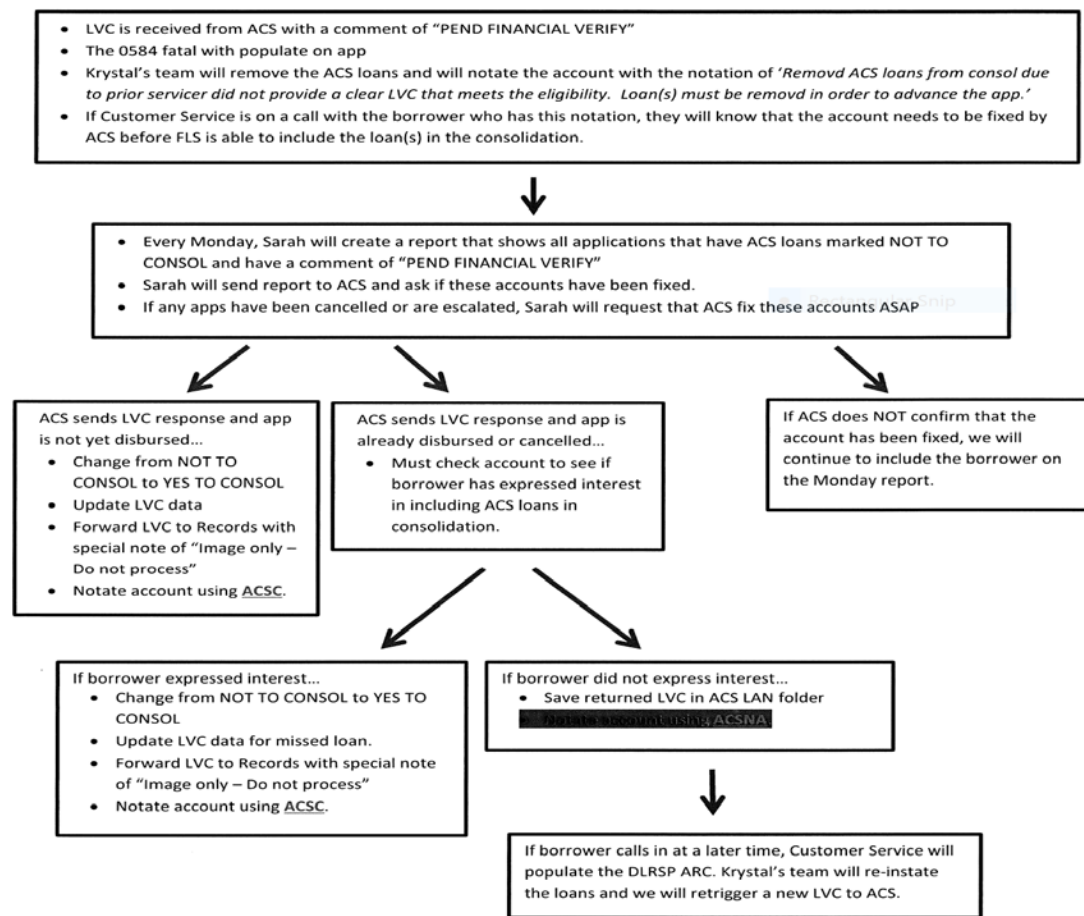 • LVC is received from ACS with a comment of “PEND FINANCIAL VERIFY”
• The 0584 fatal with populate on app
• Krystal’s team will remove the ACS loans and will notate the account with the notation of ‘Removd ACS loans from consol due
to prior servicer did not provide a clear LVC that meets the eligibility. Loan(s) must be removd in order to advance the app.’
• If Customer Service is on a call with the borrower who has this notation, they will know that the account needs to be fixed by
ACS before FLS is able to include the loan(s) in the consolidation.
• Every Monday, Sarah will create a report that shows all applications that have ACS loans marked NOT TO
CONSOL and have a comment of “PEND FINANCIAL VERIFY”
• Sarah will send report to ACS and ask if these accounts have been fixed.
• If any apps have been cancelled or are escalated, Sarah will request that ACS fix these accounts ASAP
Rectangular Snip
ACS sends LVC response and app
is not yet disbursed...
• Change from NOT TO
CONSOL to YES TO CONSOL
• Update LVC data
• Forward LVC to Records with
special note of “Image only –
Do not process”
• Notate account using ACSC.
ACS sends LVC response and app is
already disbursed or cancelled...
• Must check account to see if
borrower has expressed interest
in including ACS loans in
consolidation.
If ACS does NOT confirm that the
account has been fixed, we will
continue to include the borrower on
the Monday report.
If borrower expressed interest...
• Change from NOT TO CONSOL to YES TO
CONSOL
• Update LVC data for missed loan.
• Forward LVC to Records with special note
of “Image only – Do not process”
• Notate account using ACSC.
If borrower did not express interest...
• Save returned LVC in ACS LAN folder
• Notate account using ACSNA
If borrower calls in at a later time, Customer Service will
populate the DLRSP ARC. Krystal’s team will re-instate
the loans and we will retrigger a new LVC to ACS.